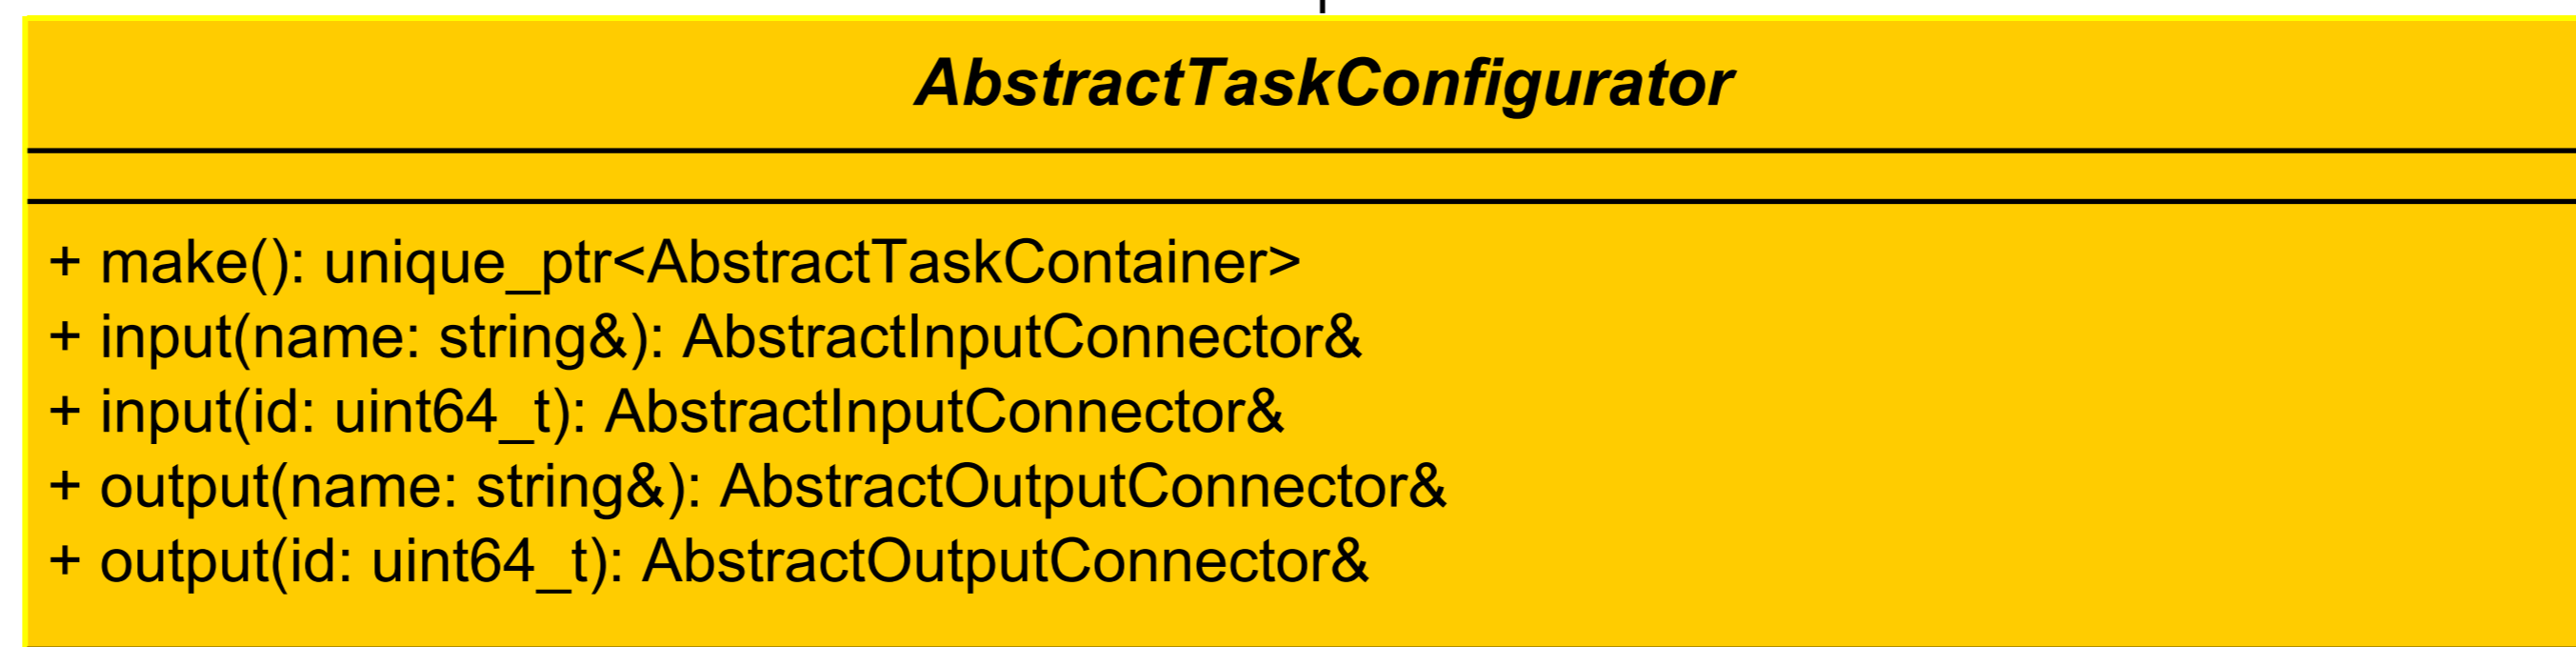 AbstractTaskConfigurator
+ make(): unique_ptr<AbstractTaskContainer>
+ input(name: string&): AbstractInputConnector&
+ input(id: uint64_t): AbstractInputConnector&
+ output(name: string&): AbstractOutputConnector&
+ output(id: uint64_t): AbstractOutputConnector&